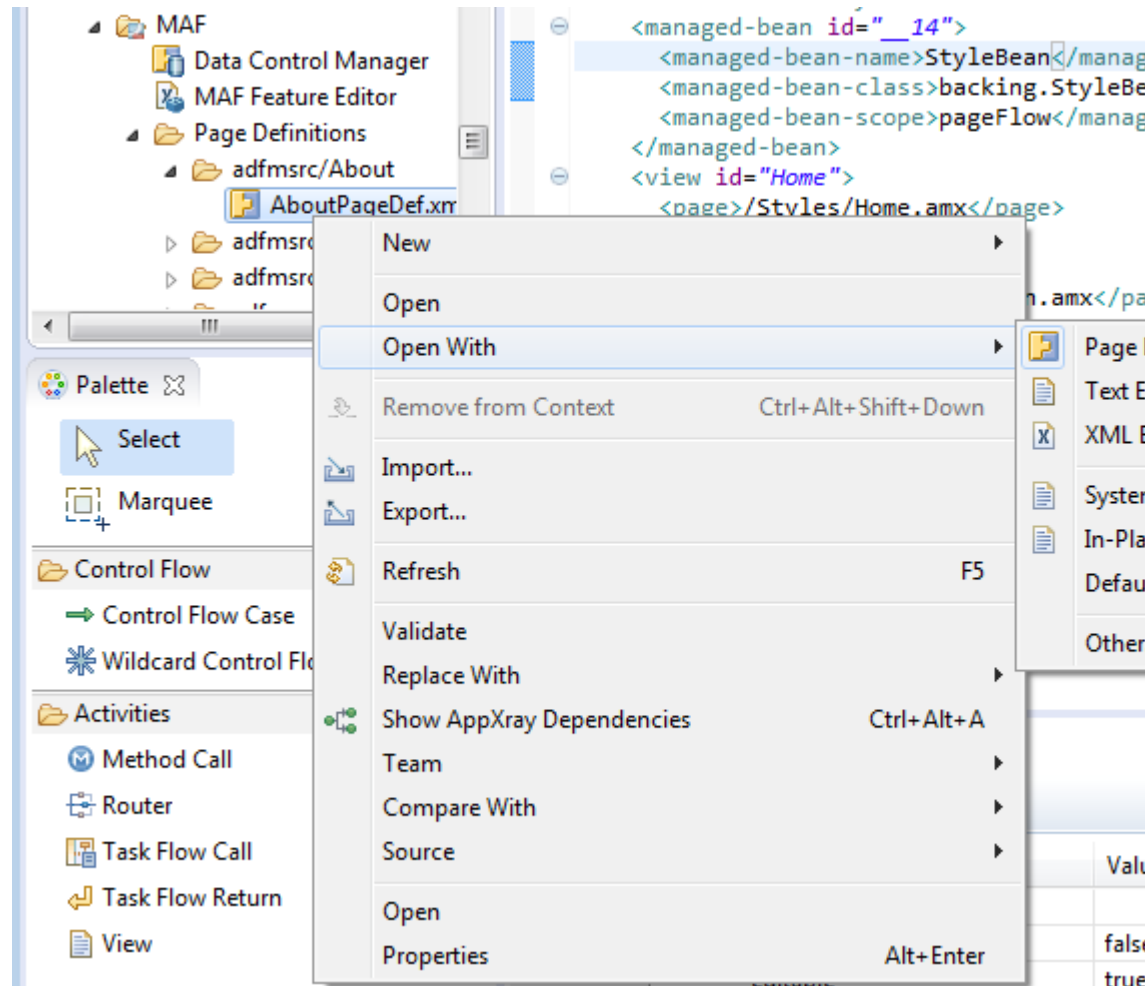 MAF
Data Control Manager
MAF Feature Editor
Page Definitions
adfmsrc/About
AboutPageDef.xm
adfmsrc
adfmsrc
<managed-bean id="__14">
<managed-bean-name>StyleBean</manag
<managed-bean-class>backing.StyleBe
<managed-bean-scope>pageFlow</manag
</managed-bean>
<view id="Home">
<page>/Styles/Home.amx</page>
n.amx</pa
Palette
Select
Marquee
Control Flow
Control Flow Case
Wildcard Control Flo
Activities
Method Call
Router
Task Flow Call
Task Flow Return
View
New
Open
Open With
Remove from Context Ctrl+Alt+Shift+Down
Import...
Export...
Refresh F5
Validate
Replace With
Show AppXray Dependencies Ctrl+Alt+A
Team
Compare With
Source
Open
Properties Alt+Enter
Page
Text E
XML E
System
In-Pla
Defau
Other
Valu
false
true